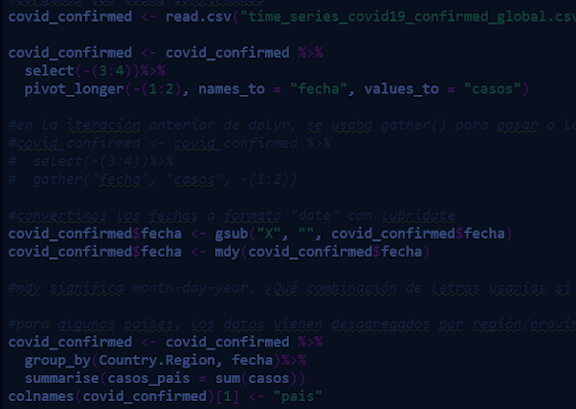 covid_confirmed <- read.csv("time_series_covid19_confirmed_global.csv
covid_confirmed <- covid_confirmed %>%
select(-(3:4))%>%
pivot_longer(-(1:2), names_to = "fecha", values_to = "casos")
#en la iteración anterior de dplyr, se usaba gather() para pasar a lo
#covid_confirmed <- covid_confirmed %>%
#  select(-(3:4))%>%
#  gather("fecha", "casos", -(1:2))
#convertimos las fechas a formato "date" con lubridate
covid_confirmed$fecha <- gsub("X", "", covid_confirmed$fecha)
covid_confirmed$fecha <- mdy(covid_confirmed$fecha)
#mdy significa month-day-year. ¿Qué combinación de letras usarías si
#para algunos países, los datos vienen desagregados por región/provi
covid_confirmed <- covid_confirmed %>%
group_by(Country.Region, fecha)%>%
summarise(casos_pais = sum(casos))
colnames(covid_confirmed)[1] <- "pais"